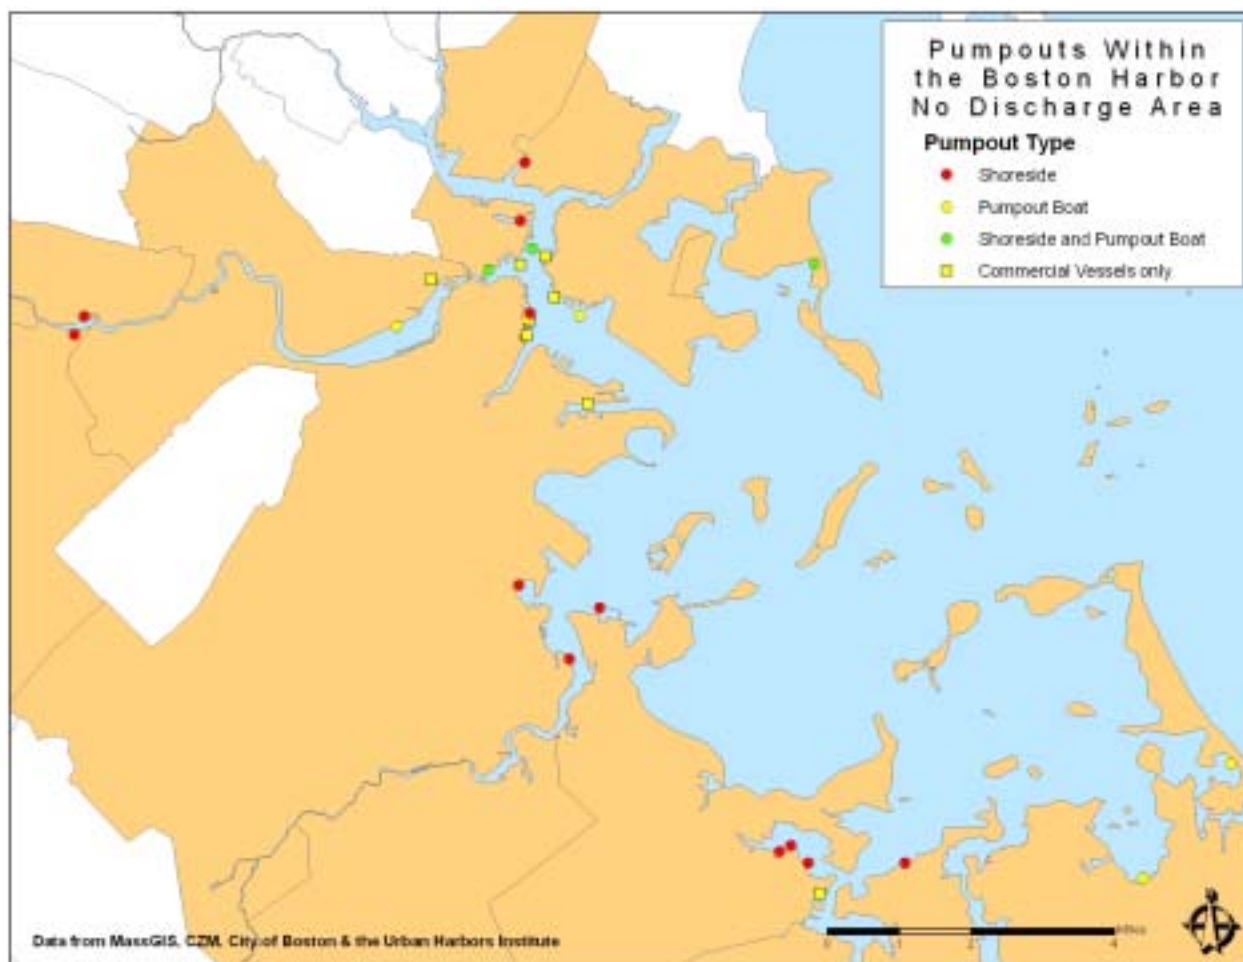 Pumpouts Within
the Boston Harbor
No Discharge Area
Pumpout Type
Shoreside
Pumpout Boat
Shoreside and Pumpout Boat
Commercial Vessels only
Data from MassGIS, CZM, City of Boston & the Urban Harbors Institute
0 1 2 4 Miles